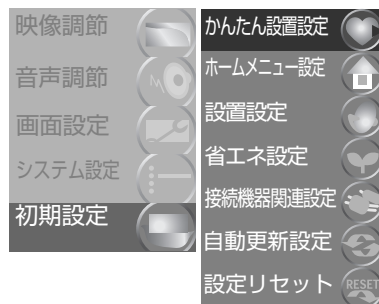 映像調節
音声調節
画面設定
システム設定
初期設定
かんたん設置設定
ホームメニュー設定
設置設定
省エネ設定
接続機器関連設定
自動更新設定
設定リセット
RESET